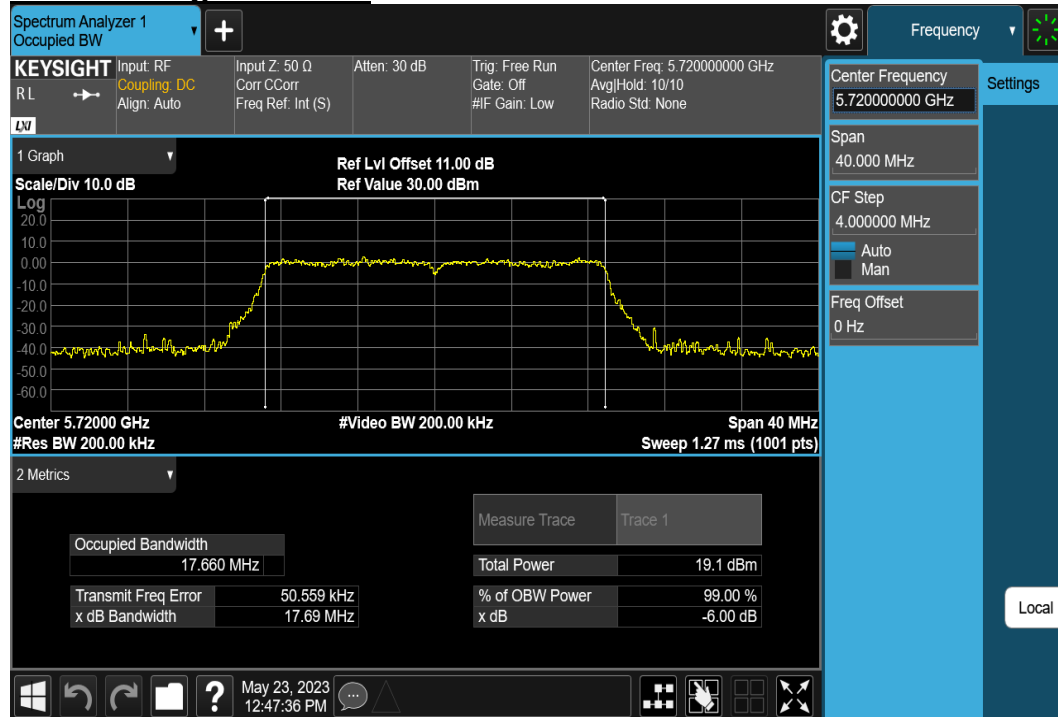 Spectrum Analyzer 1
Occupied BW
+
Frequency
KEYSIGHT
R L
LXI
Input: RF
Coupling: DC
Align: Auto
Input Z: 50 Ω
Corr CCorr
Freq Ref: Int (S)
Atten: 30 dB
Trig: Free Run
Gate: Off
#IF Gain: Low
Center Freq: 5.720000000 GHz
Avg|Hold: 10/10
Radio Std: None
Center Frequency
5.720000000 GHz
Settings
Span
40.000 MHz
CF Step
4.000000 MHz
Auto
Man
Freq Offset
0 Hz
Local
1 Graph
Scale/Div 10.0 dB
Ref Lvl Offset 11.00 dB
Ref Value 30.00 dBm
Log
20.0
10.0
0.00
-10.0
-20.0
-30.0
-40.0
-50.0
-60.0
Center 5.72000 GHz
#Res BW 200.00 kHz
#Video BW 200.00 kHz
Span 40 MHz
Sweep 1.27 ms (1001 pts)
2 Metrics
Measure Trace
Trace 1
Occupied Bandwidth
17.660 MHz
Total Power
19.1 dBm
Transmit Freq Error
50.559 kHz
% of OBW Power
99.00 %
x dB Bandwidth
17.69 MHz
x dB
-6.00 dB
?
May 23, 2023
12:47:36 PM